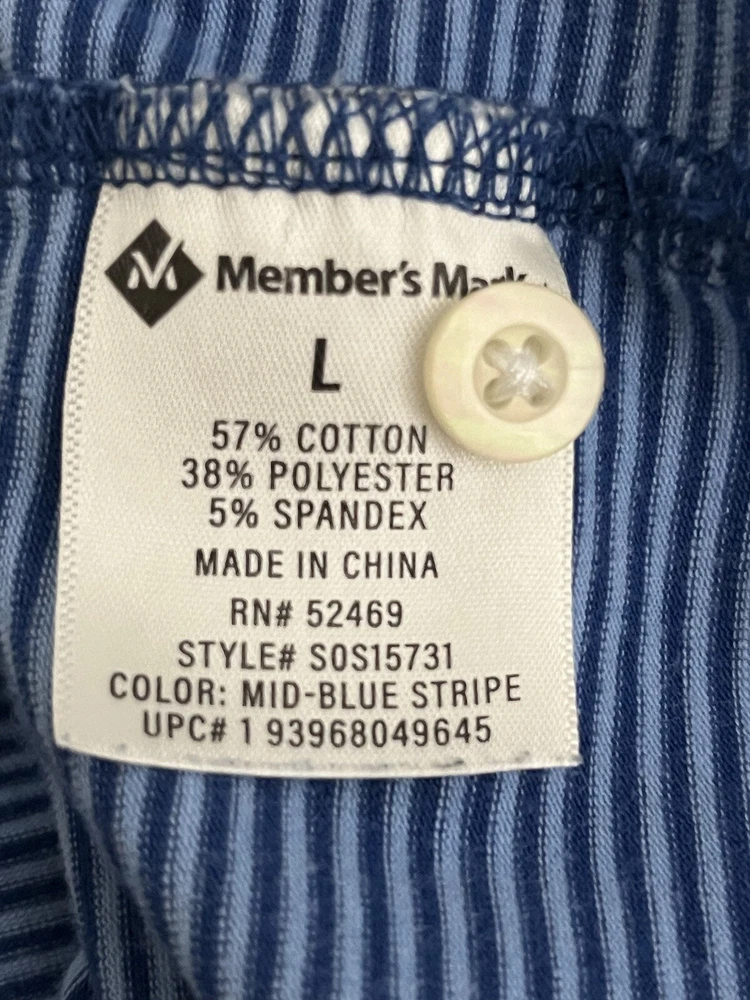 Member's Mark
L
57% COTTON
38% POLYESTER
5% SPANDEX
MADE IN CHINA
RN# 52469
STYLE# S0S15731
COLOR: MID-BLUE STRIPE
UPC# 1 93968049645